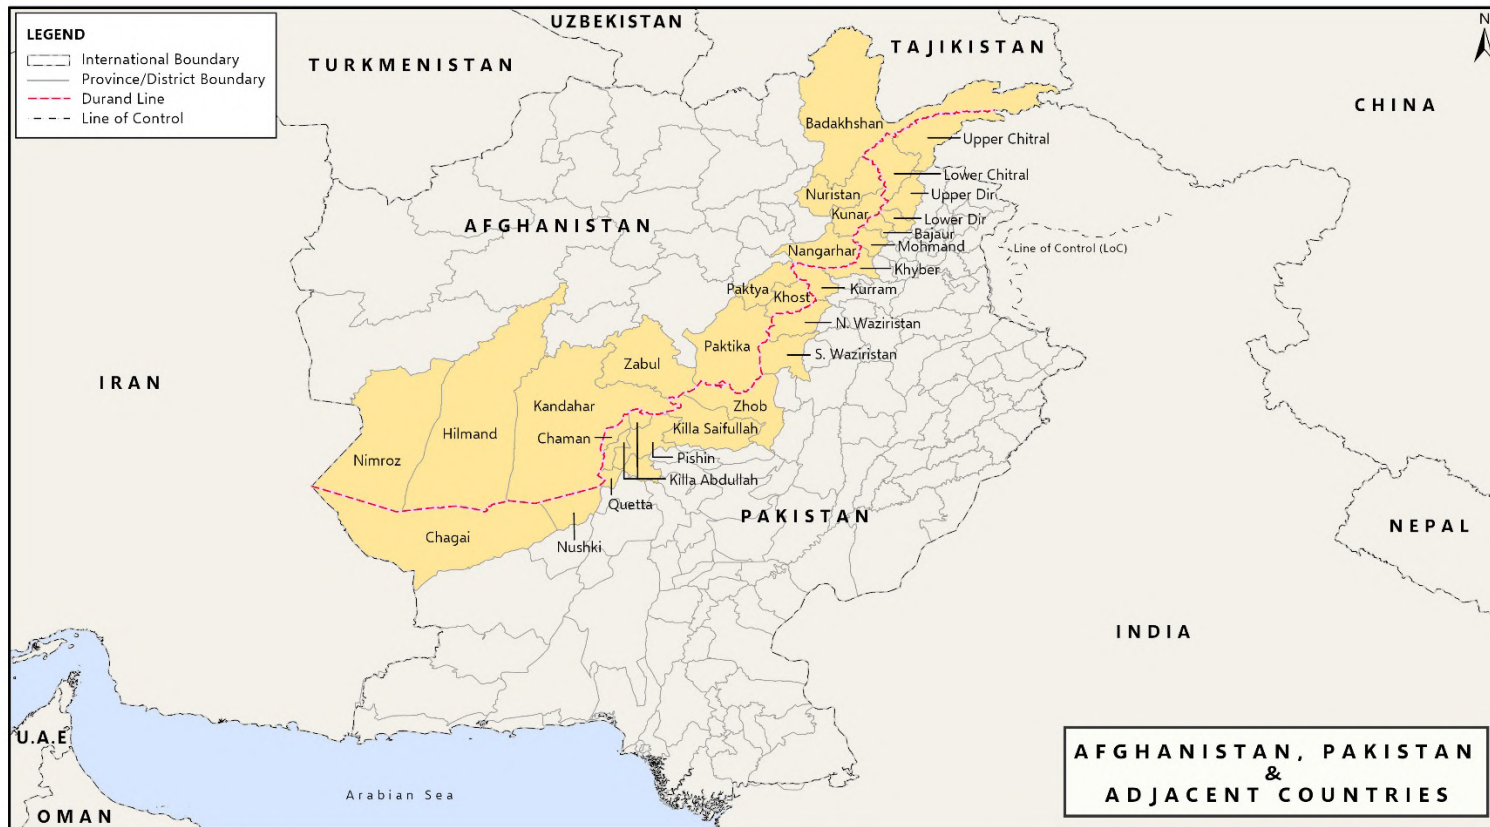 LEGEND
International Boundary
Province/District Boundary
Durand Line
Line of Control
UZBEKISTAN
TURKMENISTAN
TAJIKISTAN
N
CHINA
Badakhshan
Upper Chitral
Lower Chitral
Nuristan
Upper Dir
Kunar
Lower Dir
AFGHANISTAN
Bajaur
Mohmand
Nangarhar
Line of Control (LoC)
Khyber
Paktya
Khost
Kurram
N. Waziristan
Paktika
S. Waziristan
Zabul
IRAN
Kandahar
Zhob
Hilmand
Chaman
Killa Saifullah
Nimroz
Pishin
Killa Abdullah
Quetta
PAKISTAN
NEPAL
Chagai
Nushki
INDIA
U.A.E
Arabian Sea
OMAN
AFGHANISTAN, PAKISTAN
&
ADJACENT COUNTRIES